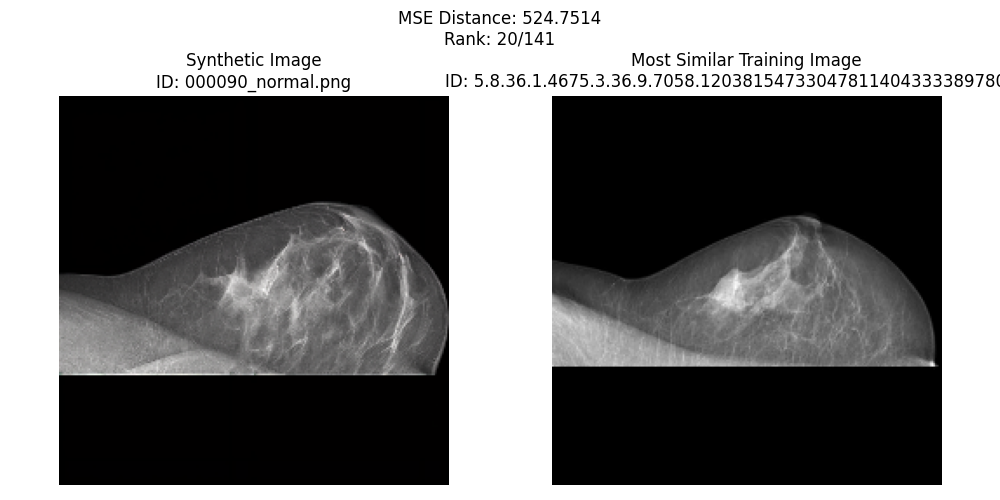 MSE Distance: 524.7514
Rank: 20/141
Synthetic Image
ID: 000090_normal.png
Most Similar Training Image
ID: 5.8.36.1.4675.3.36.9.7058.12038154733047811404333389780